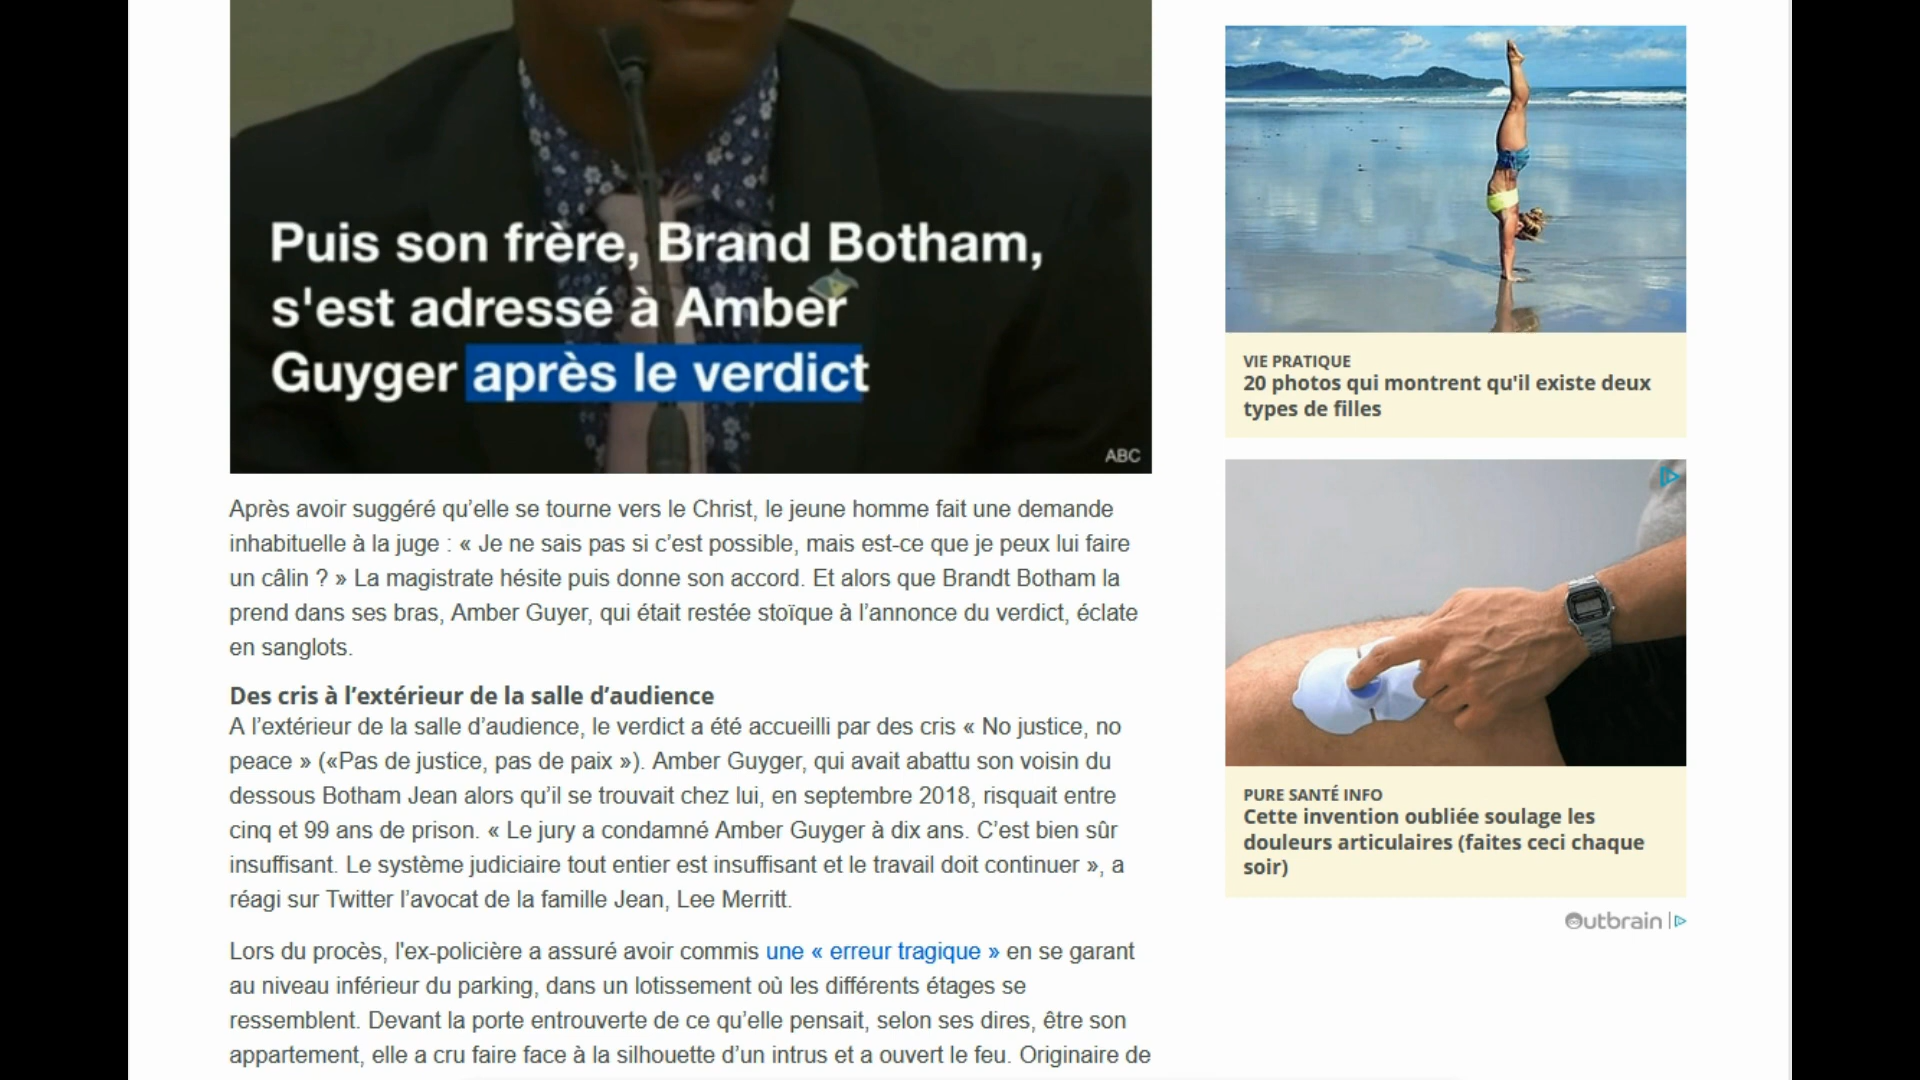 Puis son frère, Brand Botham,
s'est adressé à Amber
Guyger après le verdict
ABC
Après avoir suggéré qu’elle se tourne vers le Christ, le jeune homme fait une demande
inhabituelle à la juge : « Je ne sais pas si c’est possible, mais est-ce que je peux lui faire
un câlin ? » La magistrate hésite puis donne son accord. Et alors que Brandt Botham la
prend dans ses bras, Amber Guyer, qui était restée stoïque à l’annonce du verdict, éclate
en sanglots.
Des cris à l’extérieur de la salle d’audience
A l’extérieur de la salle d’audience, le verdict a été accueilli par des cris « No justice, no
peace » («Pas de justice, pas de paix »). Amber Guyger, qui avait abattu son voisin du
dessous Botham Jean alors qu’il se trouvait chez lui, en septembre 2018, risquait entre
cinq et 99 ans de prison. « Le jury a condamné Amber Guyger à dix ans. C’est bien sûr
insuffisant. Le système judiciaire tout entier est insuffisant et le travail doit continuer », a
réagi sur Twitter l’avocat de la famille Jean, Lee Merritt.
Lors du procès, l'ex-policière a assuré avoir commis une « erreur tragique » en se garant
au niveau inférieur du parking, dans un lotissement où les différents étages se
ressemblent. Devant la porte entrouverte de ce qu’elle pensait, selon ses dires, être son
appartement, elle a cru faire face à la silhouette d’un intrus et a ouvert le feu. Originaire de
VIE PRATIQUE
20 photos qui montrent qu'il existe deux
types de filles
PURE SANTÉ INFO
Cette invention oubliée soulage les
douleurs articulaires (faites ceci chaque
soir)
Outbrain